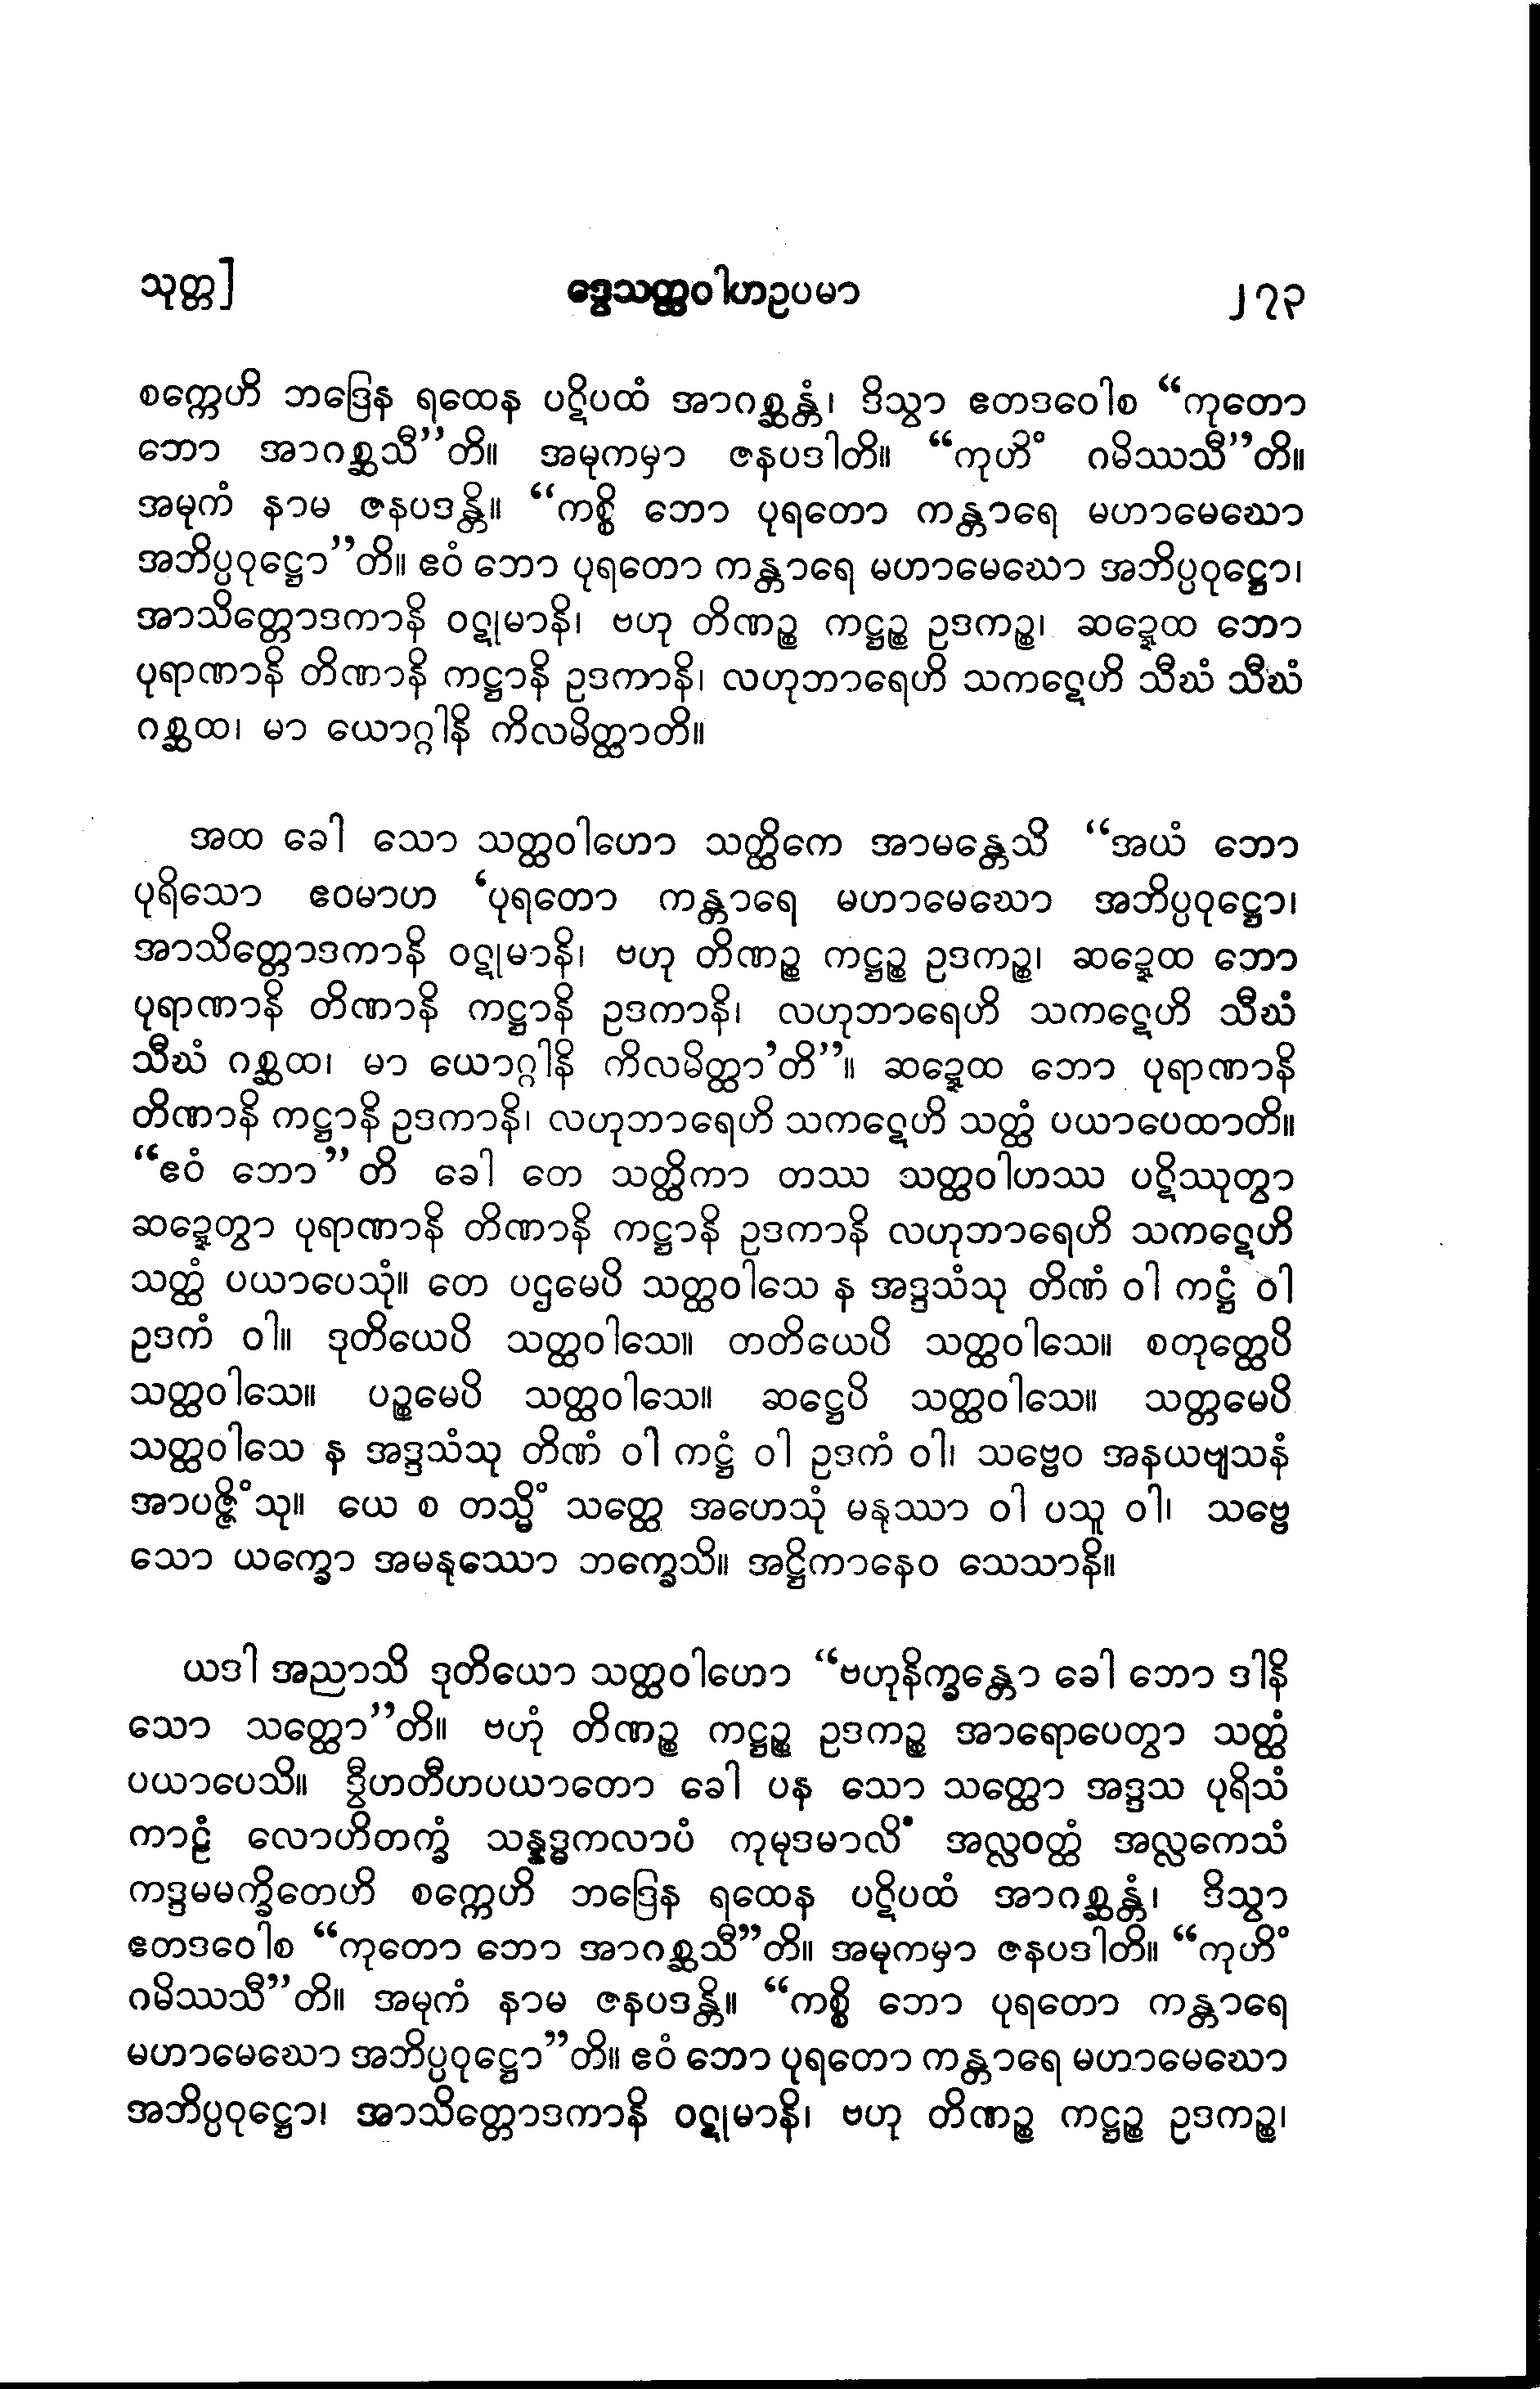 သုတ္တ]
ဒွေသတ္ထဝါဟဥပမာ
၂၇၃
စက္ကေဟိ ဘဒြေန ရထေန ပဋိပထံ အာဂစ္ဆန္တံ၊ ဒိသွာ ဧတဒဝေါစ “ကုတော
ဘော အာဂစ္ဆသီ”တိ။ အမုကမှာ ဇနပဒါတိ။ “ကုဟိံ ဂမိဿသီ”တိ။
အမုကံ နာမ ဇနပဒန္တိ။ “ကစ္စိ ဘော ပုရတော ကန္တာရေ မဟာမေဃော
အဘိပ္ပဝုဋ္ဌော”တိ။ ဧဝံ ဘော ပုရတော ကန္တာရေ မဟာမေဃော အဘိပ္ပဝုဋ္ဌော၊
အာသိတ္တောဒကာနိ ဝဋုမာနိ၊ ဗဟု တိဏဉ္စ ကဋ္ဌဉ္စ ဥဒကဉ္စ၊ ဆဍ္ဍေထ ဘော
ပုရာဏာနိ တိဏာနိ ကဋ္ဌာနိ ဥဒကာနိ၊ လဟုဘာရေဟိ သကဋေဟိ သီဃံ သီဃံ
ဂစ္ဆထ၊ မာ ယောဂ္ဂါနိ ကိလမိတ္ထာတိ။
အထ ခေါ သော သတ္ထဝါဟော သတ္ထိကေ အာမန္တေသိ “အယံ ဘော
ပုရိသော ဧဝမာဟ ‘ပုရတော ကန္တာရေ မဟာမေဃော အဘိပ္ပဝုဋ္ဌော၊
အာသိတ္တောဒကာနိ ဝဋုမာနိ၊ ဗဟု တိဏဉ္စ ကဋ္ဌဉ္စ ဥဒကဉ္စ၊ ဆဍ္ဍေထ ဘော
ပုရာဏာနိ တိဏာနိ ကဋ္ဌာနိ ဥဒကာနိ၊ လဟုဘာရေဟိ သကဋေဟိ သီဃံ
သီဃံ ဂစ္ဆထ၊ မာ ယောဂ္ဂါနိ ကိလမိတ္ထာ’တိ”။ ဆဍ္ဍေထ ဘော ပုရာဏာနိ
တိဏာနိ ကဋ္ဌာနိ ဥဒကာနိ၊ လဟုဘာရေဟိ သကဋေဟိ သတ္ထံ ပယာပေထာတိ။
“ဧဝံ ဘော”တိ ခေါ တေ သတ္ထိကာ တဿ သတ္ထဝါဟဿ ပဋိဿုတွာ
ဆဍ္ဍေတွာ ပုရာဏာနိ တိဏာနိ ကဋ္ဌာနိ ဥဒကာနိ လဟုဘာရေဟိ သကဋေဟိ
သတ္ထံ ပယာပေသုံ။ တေ ပဌမေပိ သတ္ထဝါသေ န အဒ္ဒသံသု တိဏံ ဝါ ကဋ္ဌံ ဝါ
ဥဒကံ ဝါ။ ဒုတိယေပိ သတ္ထဝါသေ။ တတိယေပိ သတ္ထဝါသေ။ စတုတ္ထေပိ
သတ္ထဝါသေ။ ပဉ္စမေပိ သတ္ထဝါသေ။ ဆဋ္ဌေပိ သတ္ထဝါသေ။ သတ္တမေပိ
သတ္ထဝါသေ န အဒ္ဒသံသု တိဏံ ဝါ ကဋ္ဌံ ဝါ ဥဒကံ ဝါ၊ သဗ္ဗေဝ အနယဗျသနံ
အာပဇ္ဇိံသု။ ယေ စ တသ္မိံ သတ္ထေ အဟေသုံ မနုဿာ ဝါ ပသူ ဝါ၊ သဗ္ဗေ
သော ယက္ခော အမနုဿော ဘက္ခေသိ။ အဋ္ဌိကာနေဝ သေသာနိ။
ယဒါ အညာသိ ဒုတိယော သတ္ထဝါဟော “ဗဟုနိက္ခန္တော ခေါ ဘော ဒါနိ
သော သတ္ထော”တိ။ ဗဟုံ တိဏဉ္စ ကဋ္ဌဉ္စ ဥဒကဉ္စ အာရောပေတွာ သတ္ထံ
ပယာပေသိ။ ဒွီဟတီဟပယာတော ခေါ ပန သော သတ္ထော အဒ္ဒသ ပုရိသံ
ကာဠံ လောဟိတက္ခံ သန္နဒ္ဓကလာပံ ကုမုဒမာလိံ အလ္လဝတ္ထံ အလ္လကေသံ
ကဒ္ဒမမက္ခိတေဟိ စက္ကေဟိ ဘဒြေန ရထေန ပဋိပထံ အာဂစ္ဆန္တံ၊ ဒိသွာ
ဧတဒဝေါစ “ကုတော ဘော အာဂစ္ဆသီ”တိ။ အမုကမှာ ဇနပဒါတိ။ “ကုဟိံ
ဂမိဿသီ”တိ။ အမုကံ နာမ ဇနပဒန္တိ။ “ကစ္စိ ဘော ပုရတော ကန္တာရေ
မဟာမေဃော အဘိပ္ပဝုဋ္ဌော”တိ။ ဧဝံ ဘော ပုရတော ကန္တာရေ မဟာမေဃော
အဘိပ္ပဝုဋ္ဌော၊ အာသိတ္တောဒကာနိ ဝဋုမာနိ၊ ဗဟု တိဏဉ္စ ကဋ္ဌဉ္စ ဥဒကဉ္စ၊